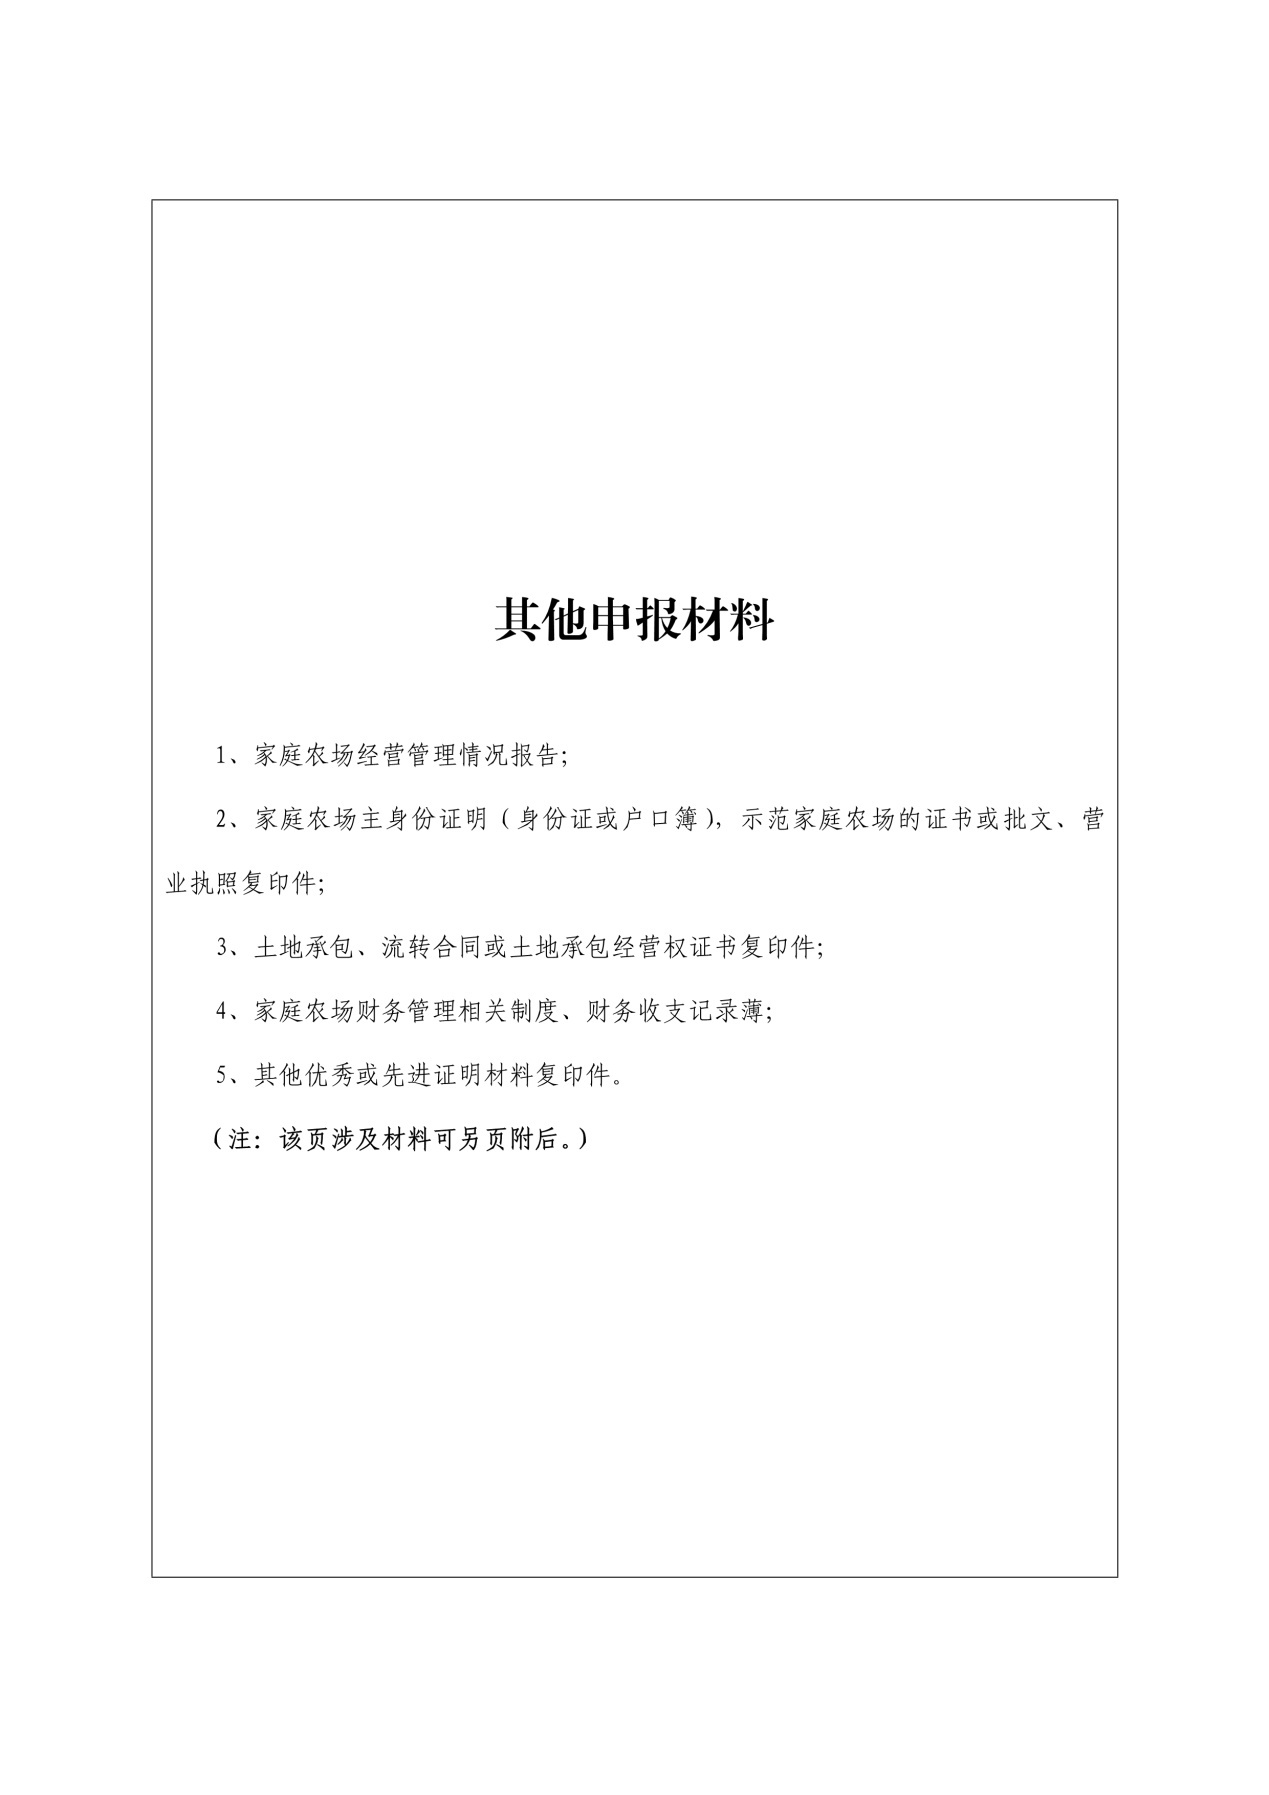 其他申报材料
1、家庭农场经营管理情况报告；
2、家庭农场主身份证明（身份证或户口簿），示范家庭农场的证书或批文、营
业执照复印件；
3、土地承包、流转合同或土地承包经营权证书复印件；
4、家庭农场财务管理相关制度、财务收支记录薄；
5、其他优秀或先进证明材料复印件。
（注：该页涉及材料可另页附后。）